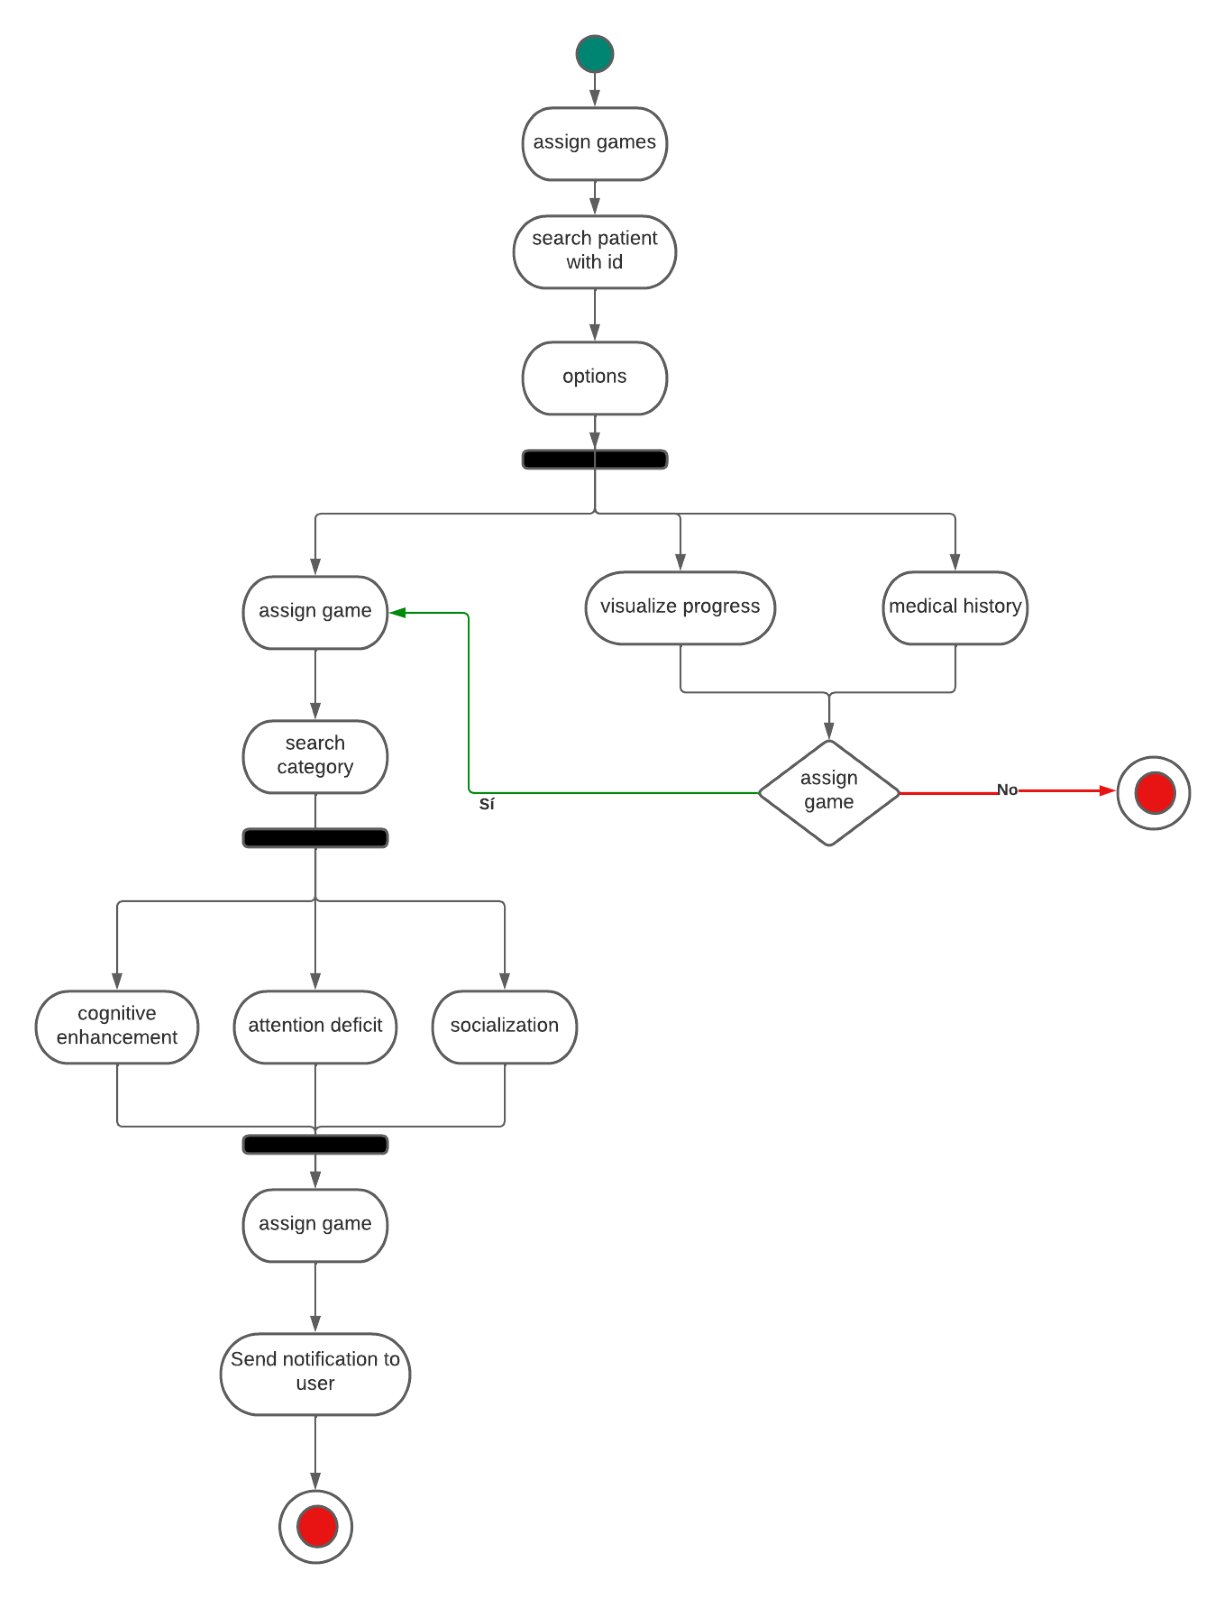 assign games
search patient
with id
options
assign game
visualize progress
medical history
search
category
assign
game
Sí
No
cognitive
enhancement
attention deficit
socialization
assign game
Send notification to
user